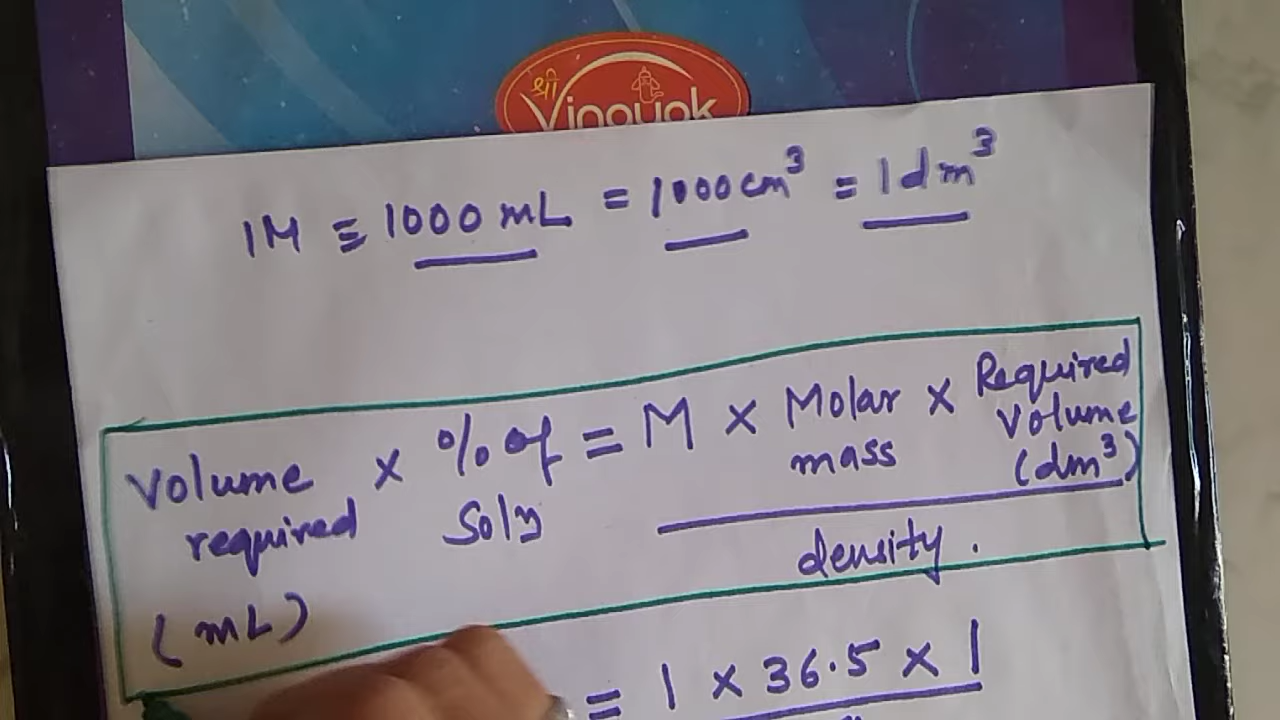 श्री
Vinayak
1M ≡ 1000 mL = 1000 cm³ = 1 dm³
Volume required (mL) × % of Soln = M × Molar mass × Required Volume (dm³)
density.
= 1 × 36.5 × 1